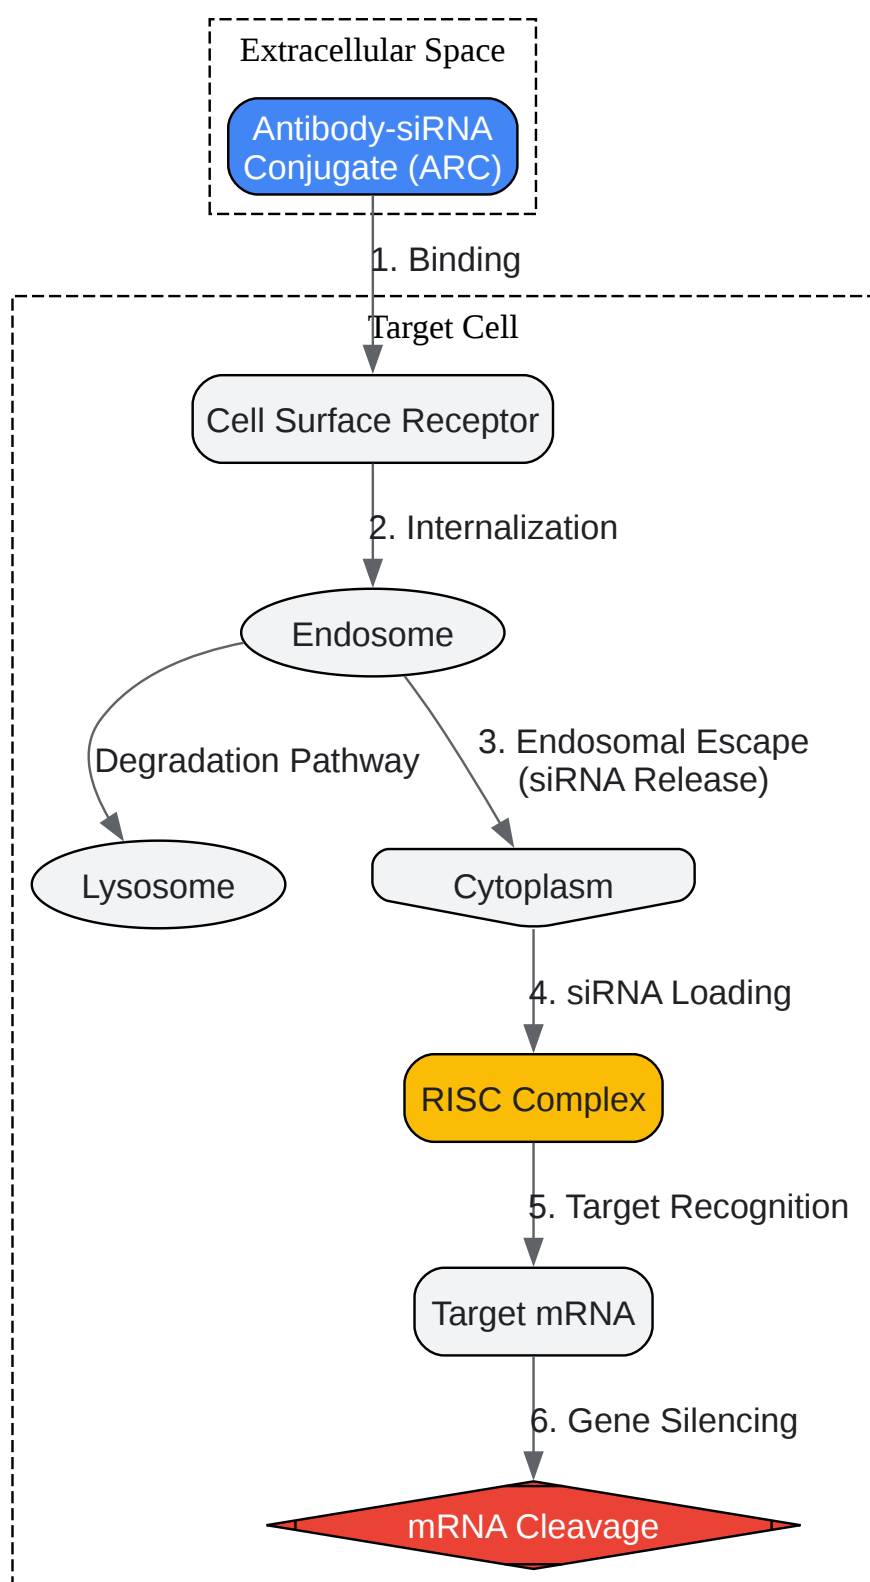 Extracellular Space
Antibody-siRNA
Conjugate (ARC)
1. Binding
Target Cell
Cell Surface Receptor
2. Internalization
Endosome
Degradation Pathway
3. Endosomal Escape
(siRNA Release)
Lysosome
Cytoplasm
4. siRNA Loading
RISC Complex
5. Target Recognition
Target mRNA
6. Gene Silencing
mRNA Cleavage